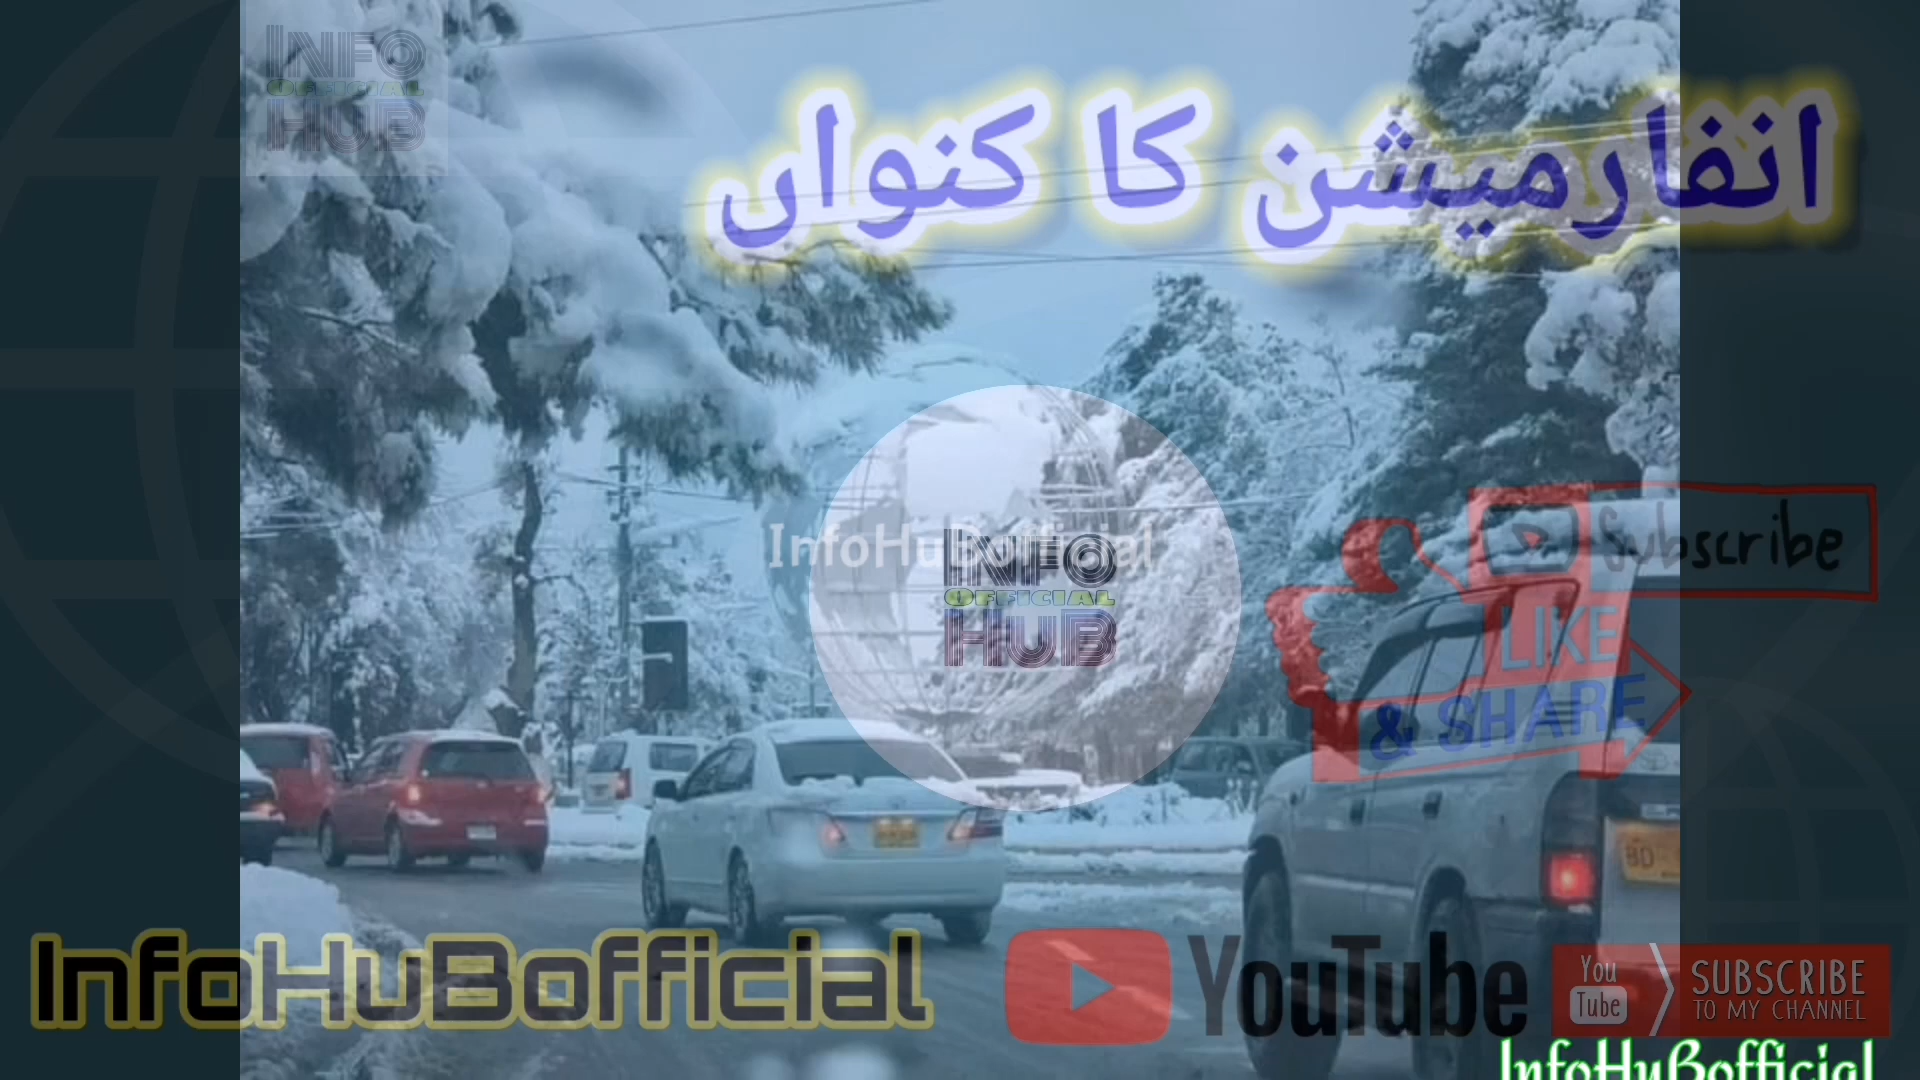 INFO
OFFICIAL
HUB
انفارمیشن کا کنواں
InfoHuBofficial
INFO
OFFICIAL
HUB
Subscribe
LIKE
& SHARE
BD
InfoHuBofficial
YouTube
You
Tube
SUBSCRIBE
TO MY CHANNEL
InfoHuBofficial